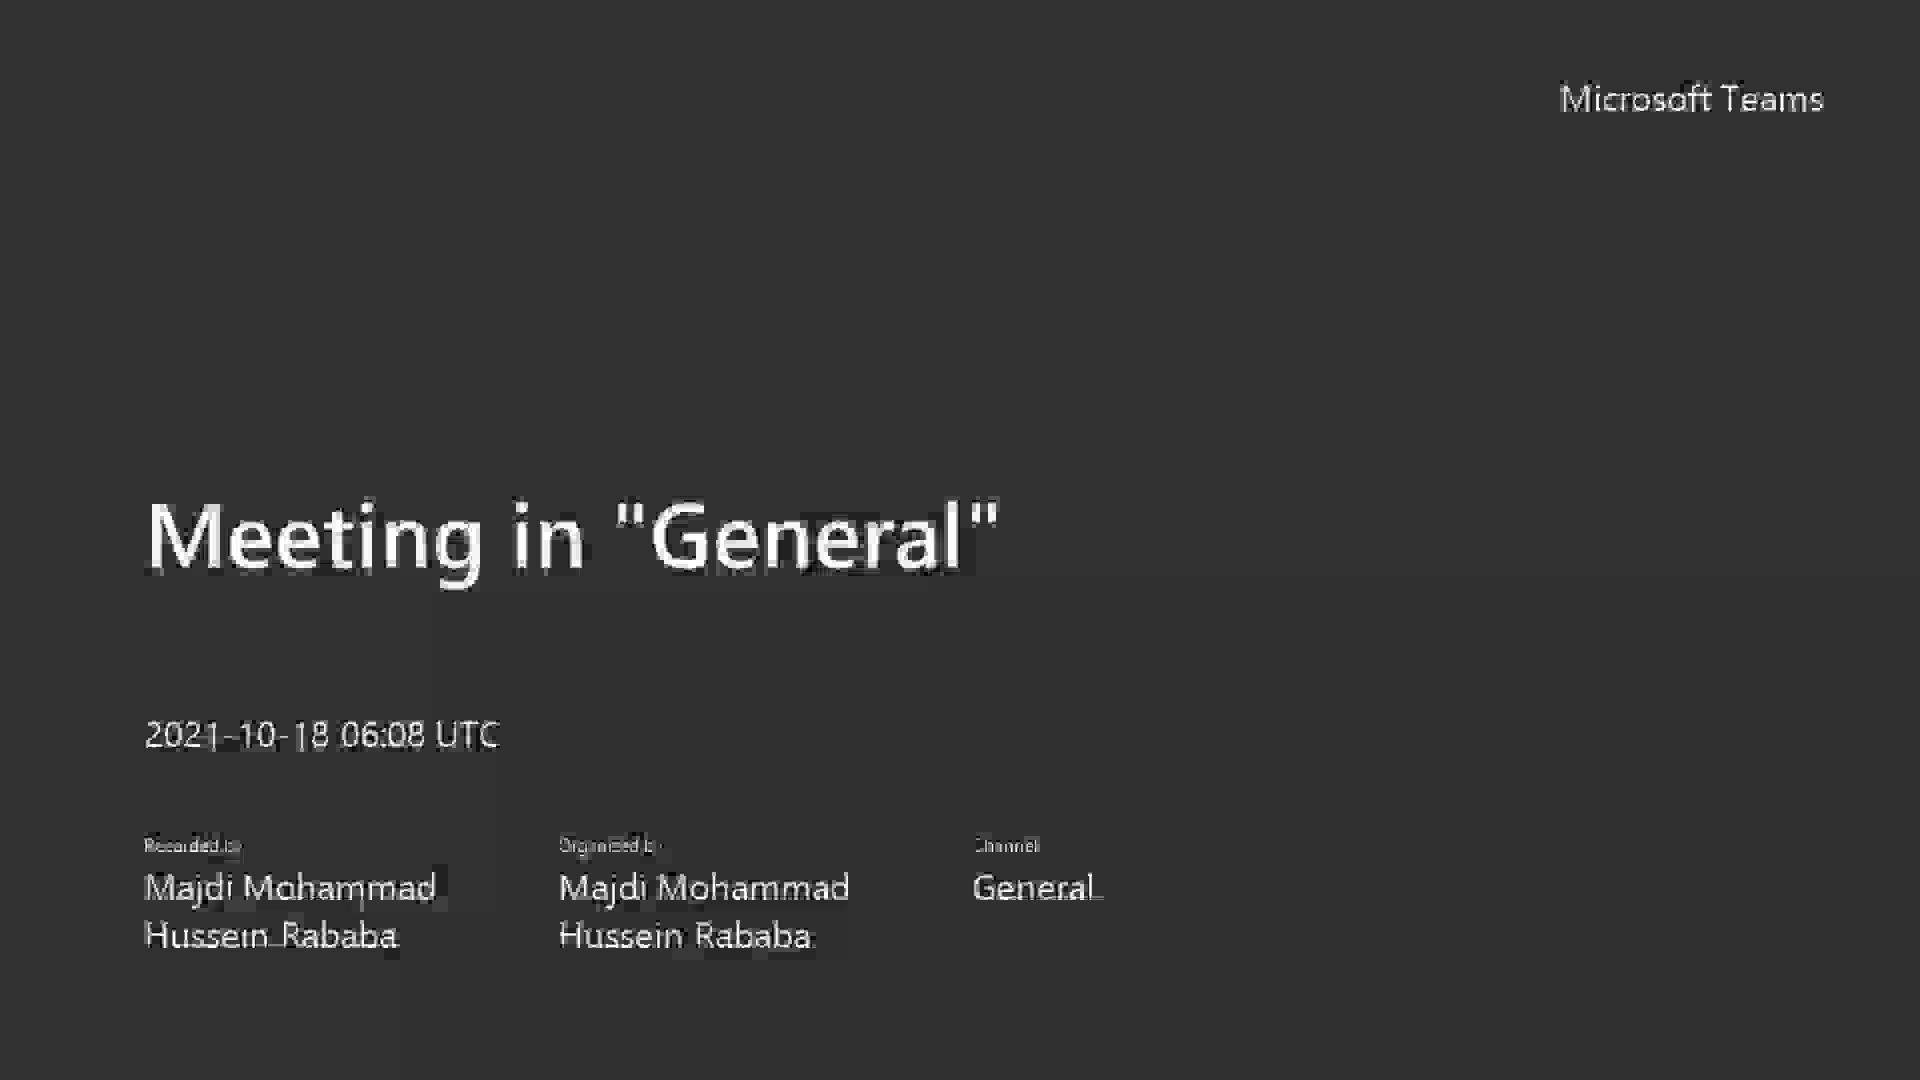 Microsoft Teams
Meeting in "General"
2021-10-18 06:08 UTC
Recorded by
Organized by
Channel
Majdi Mohammad
Hussein Rababa
Majdi Mohammad
Hussein Rababa
General